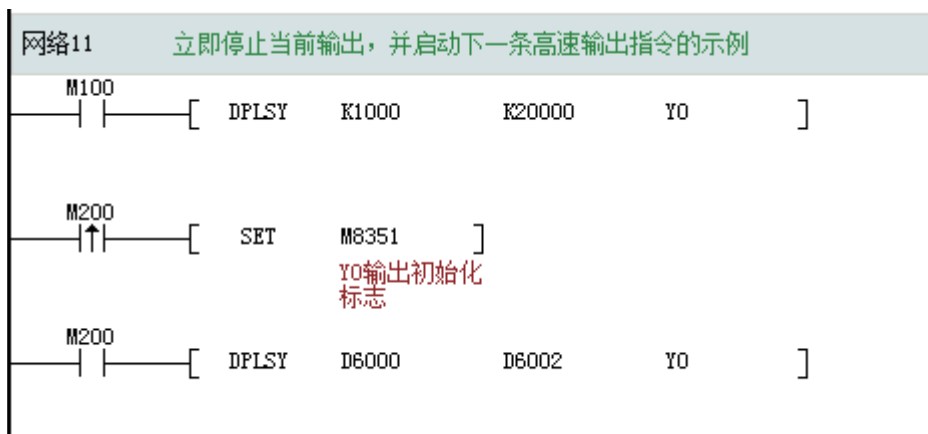 网络11 立即停止当前输出，并启动下一条高速输出指令的示例
M100
[ DPLSY K1000 K20000 Y0 ]
M200
[ SET M8351 ]
Y0输出初始化
标志
M200
[ DPLSY D6000 D6002 Y0 ]